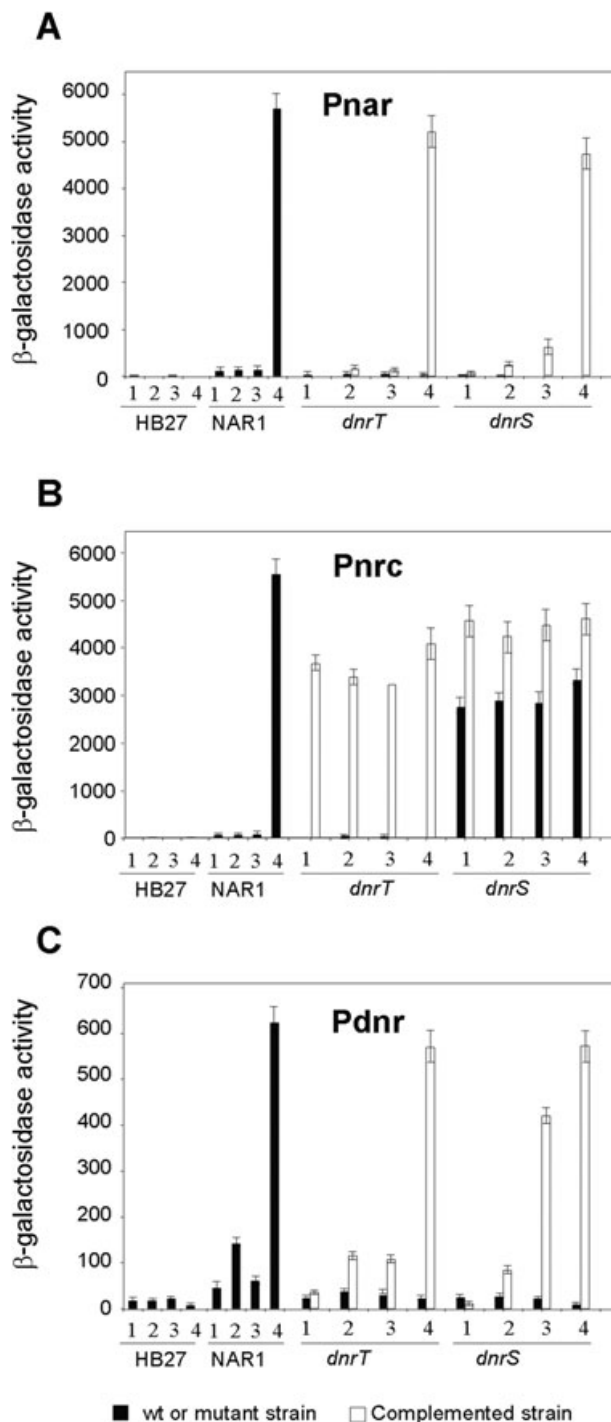 A
Pnar
β-galactosidase activity
6000
5000
4000
3000
2000
1000
0
1 2 3 4 1 2 3 4 1 2 3 4 1 2 3 4
HB27 NAR1 dnrT dnrS
B
Pnrc
β-galactosidase activity
6000
5000
4000
3000
2000
1000
0
1 2 3 4 1 2 3 4 1 2 3 4 1 2 3 4
HB27 NAR1 dnrT dnrS
C
Pdnr
β-galactosidase activity
700
600
500
400
300
200
100
0
1 2 3 4 1 2 3 4 1 2 3 4 1 2 3 4
HB27 NAR1 dnrT dnrS
wt or mutant strain Complemented strain